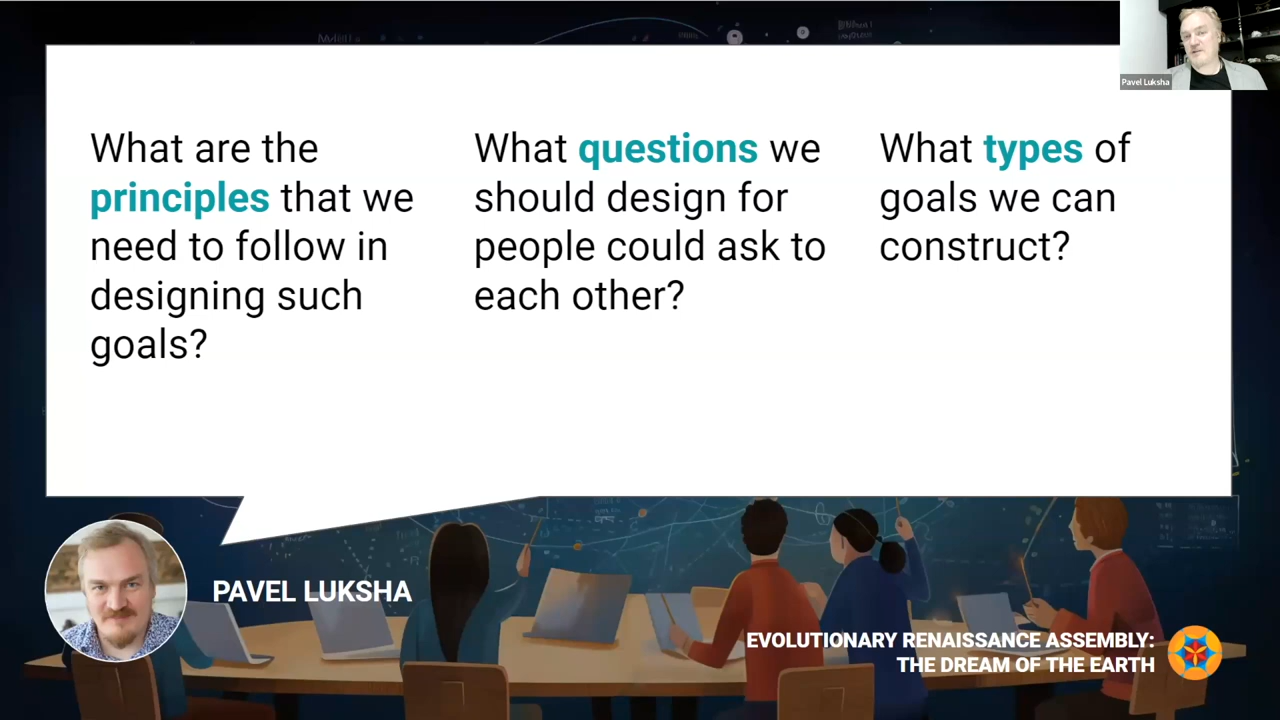 Pavel Luksha
What are the
principles that we
need to follow in
designing such
goals?
What questions we
should design for
people could ask to
each other?
What types of
goals we can
construct?
PAVEL LUKSHA
EVOLUTIONARY RENAISSANCE ASSEMBLY:
THE DREAM OF THE EARTH